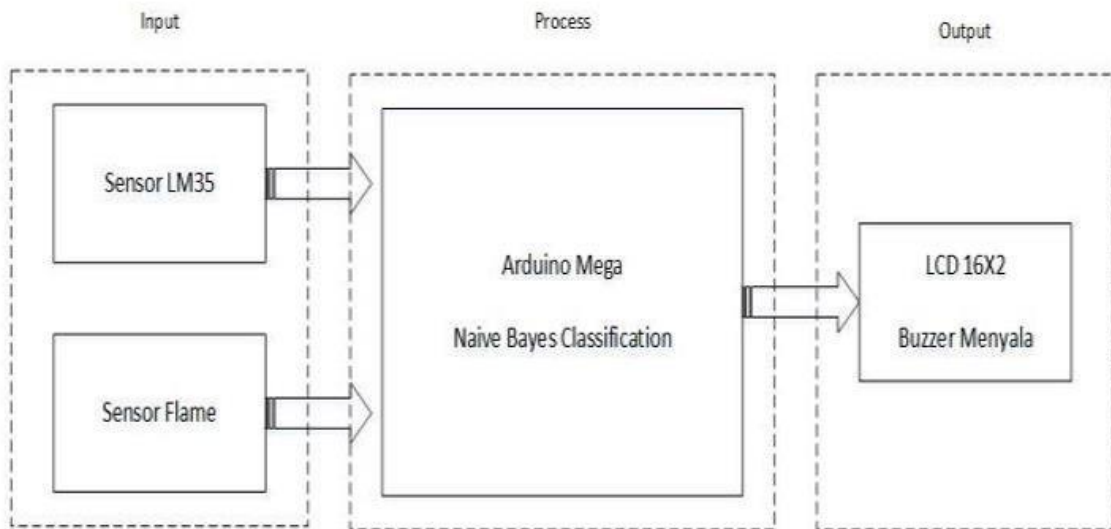 Input
Process
Output
Sensor LM35
Sensor Flame
Arduino Mega
Naive Bayes Classification
LCD 16X2
Buzzer Menyala